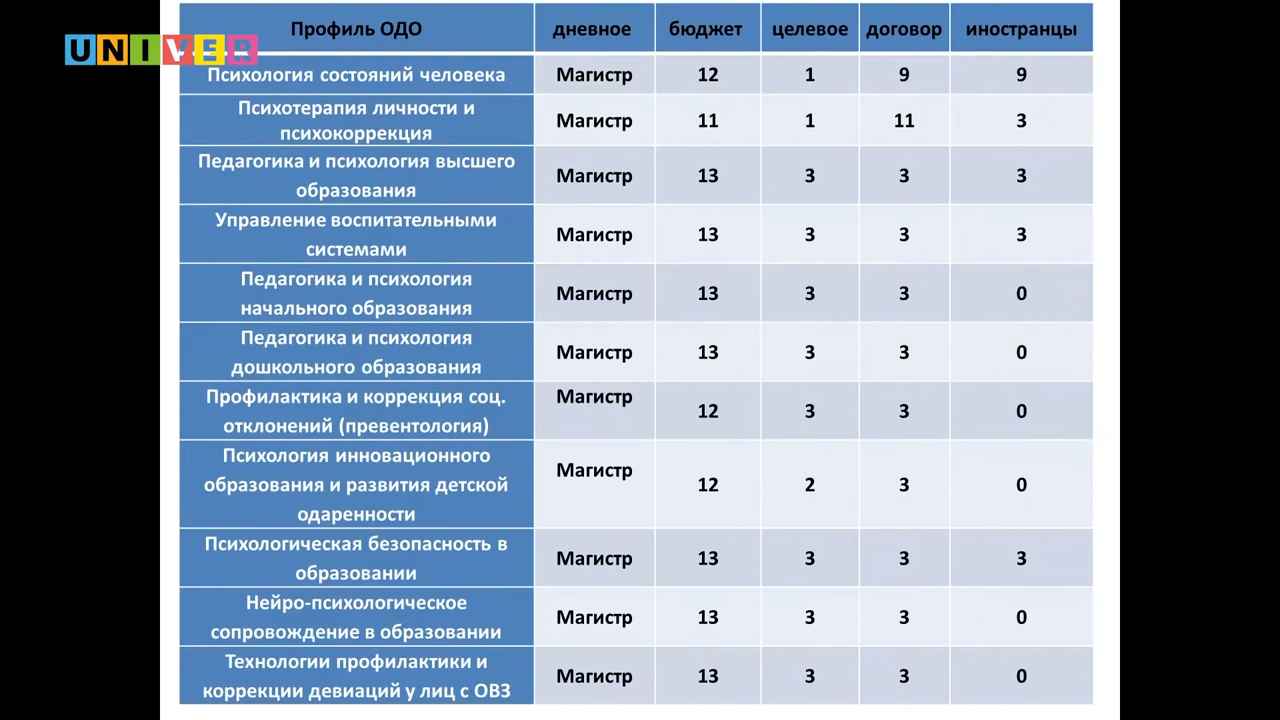 Профиль ОДО дневное бюджет целевое договор иностранцы
UNIVER
Психология состояний человека Магистр 12 1 9 9
Психотерапия личности и
психокоррекция Магистр 11 1 11 3
Педагогика и психология высшего
образования Магистр 13 3 3 3
Управление воспитательными
системами Магистр 13 3 3 3
Педагогика и психология
начального образования Магистр 13 3 3 0
Педагогика и психология
дошкольного образования Магистр 13 3 3 0
Профилактика и коррекция соц.
отклонений (превентология) Магистр 12 3 3 0
Психология инновационного
образования и развития детской
одаренности Магистр 12 2 3 0
Психологическая безопасность в
образовании Магистр 13 3 3 3
Нейро-психологическое
сопровождение в образовании Магистр 13 3 3 0
Технологии профилактики и
коррекции девиаций у лиц с ОВЗ Магистр 13 3 3 0